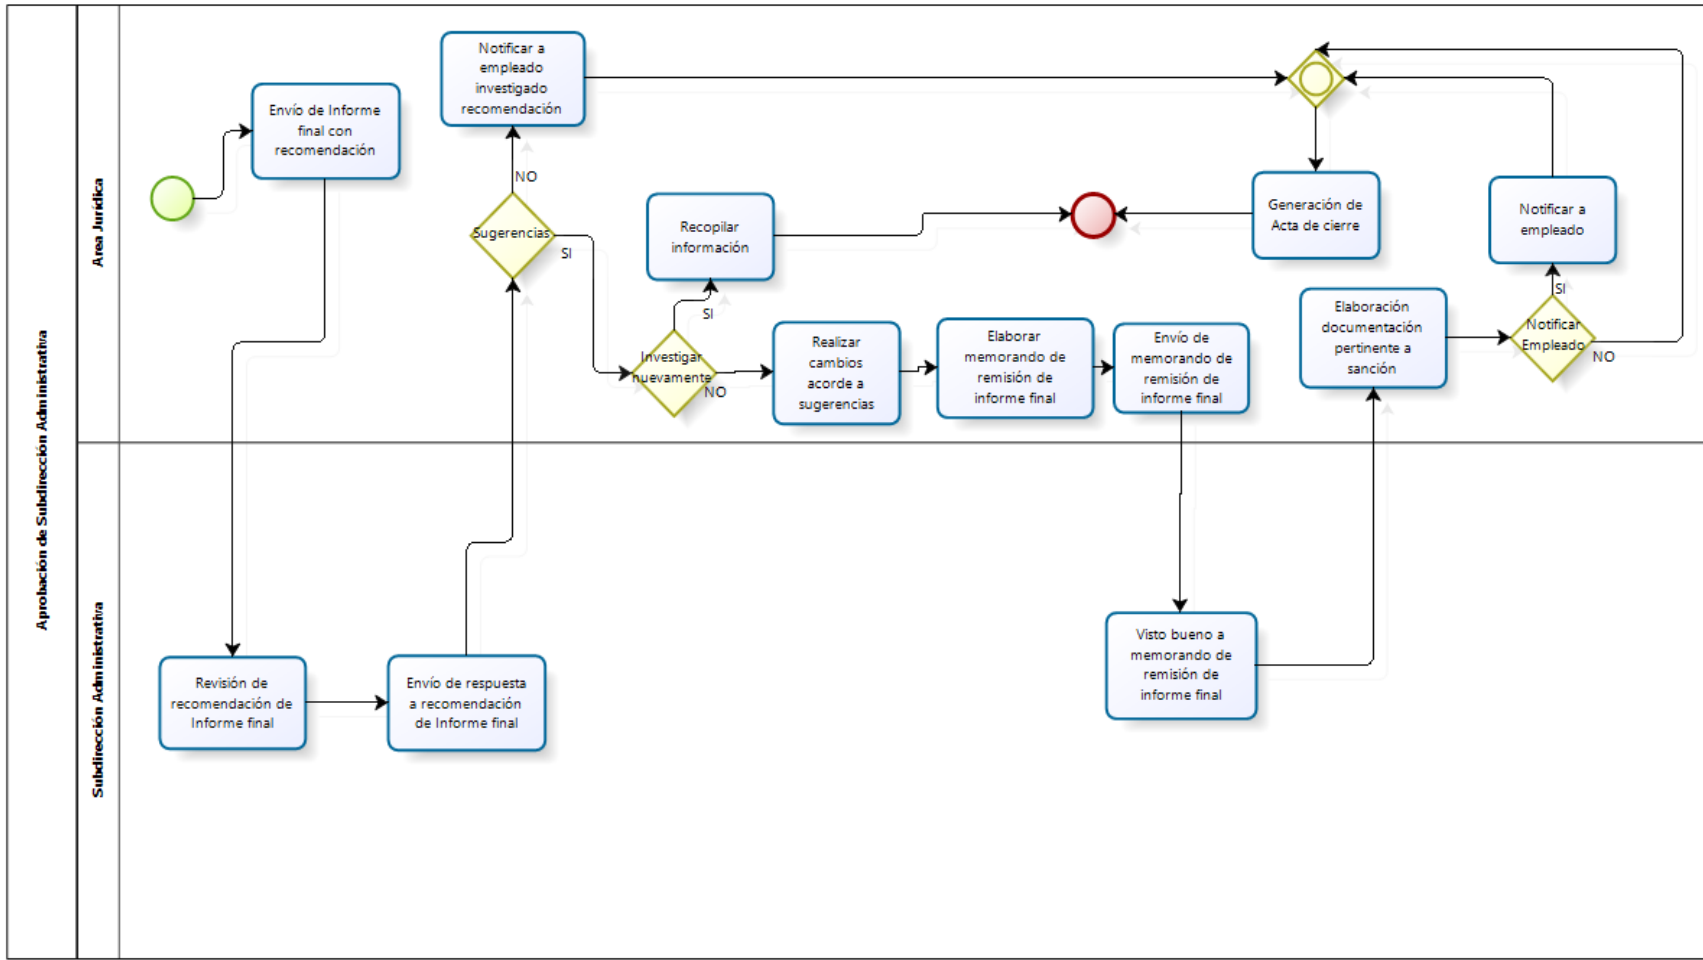 Aprobación de Subdirección Administrativa
Area Jurídica
Subdirección Administrativa
Envío de Informe
final con
recomendación
Notificar a
empleado
investigado
recomendación
NO
Sugerencias
SI
Recopilar
información
SI
Investigar
nuevamente
NO
Realizar
cambios
acorde a
sugerencias
Elaborar
memorando de
remisión de
informe final
Envío de
memorando de
remisión de
informe final
Generación de
Acta de cierre
Elaboración
documentación
pertinente a
sanción
Notificar a
empleado
SI
Notificar
Empleado
NO
Revisión de
recomendación de
Informe final
Envío de respuesta
a recomendación
de Informe final
Visto bueno a
memorando de
remisión de
informe final